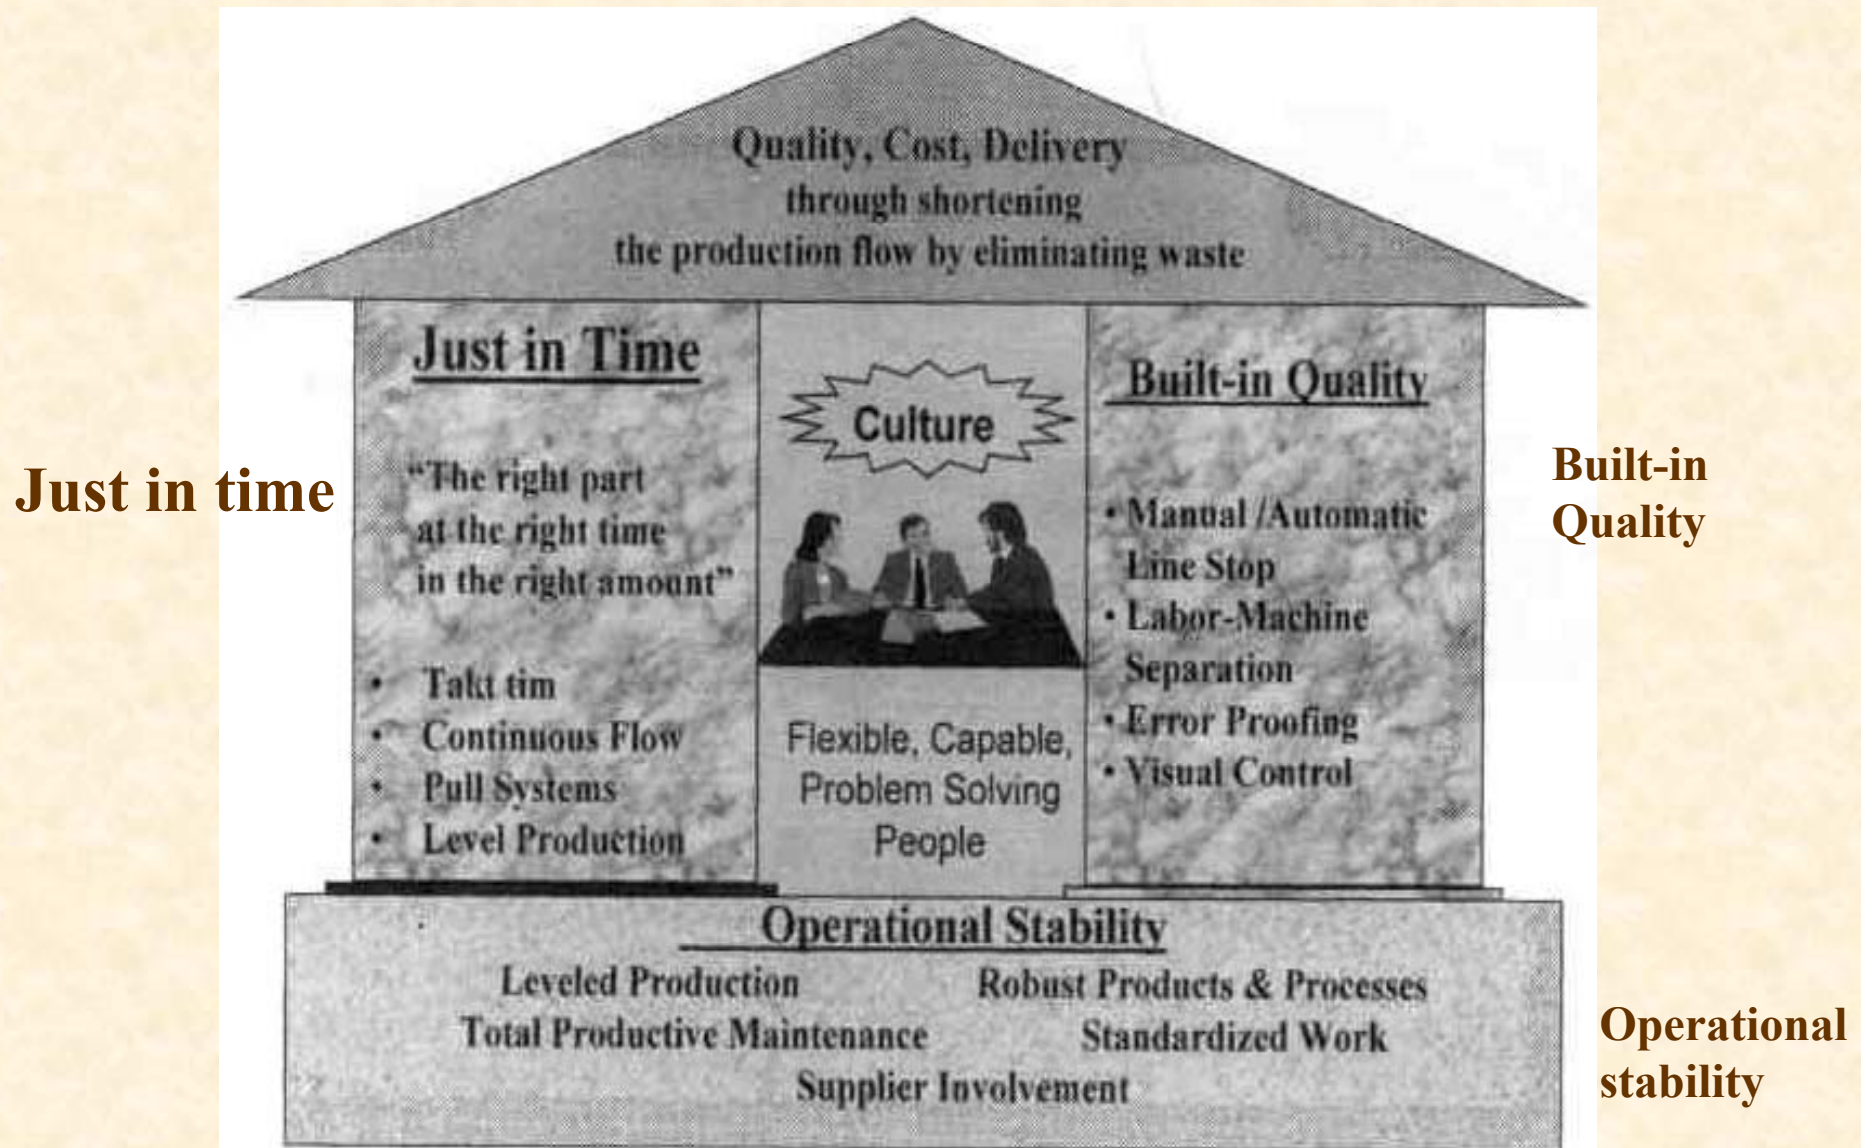 Quality, Cost, Delivery
through shortening
the production flow by eliminating waste
Just in time
Just in Time
"The right part
at the right time
in the right amount"
• Takt tim
• Continuous Flow
• Pull Systems
• Level Production
Culture
Flexible, Capable,
Problem Solving
People
Built-in Quality
• Manual /Automatic
Line Stop
• Labor-Machine
Separation
• Error Proofing
• Visual Control
Built-in
Quality
Operational Stability
Leveled Production
Robust Products & Processes
Total Productive Maintenance
Standardized Work
Supplier Involvement
Operational
stability